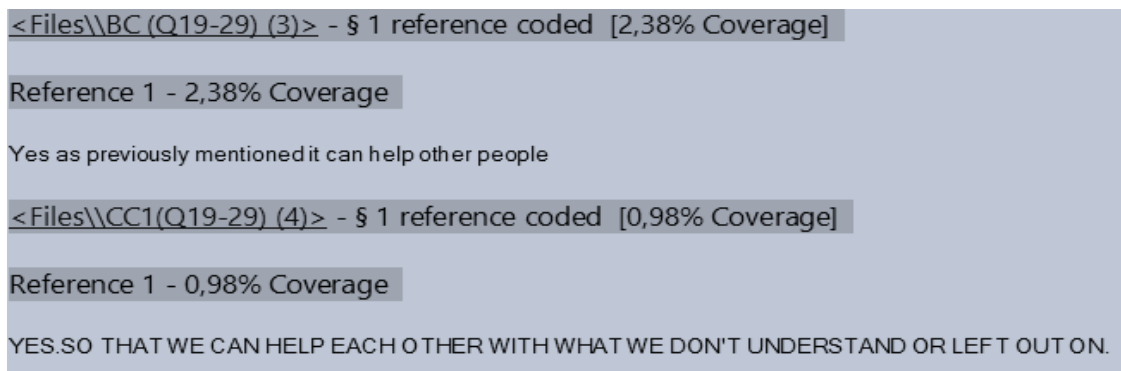 <Files\\BC (Q19-29) (3)> - § 1 reference coded [2,38% Coverage]
Reference 1 - 2,38% Coverage
Yes as previously mentioned it can help other people
<Files\\CC1(Q19-29) (4)> - § 1 reference coded [0,98% Coverage]
Reference 1 - 0,98% Coverage
YES.SO THAT WE CAN HELP EACH OTHER WITH WHAT WE DON'T UNDERSTAND OR LEFT OUT ON.